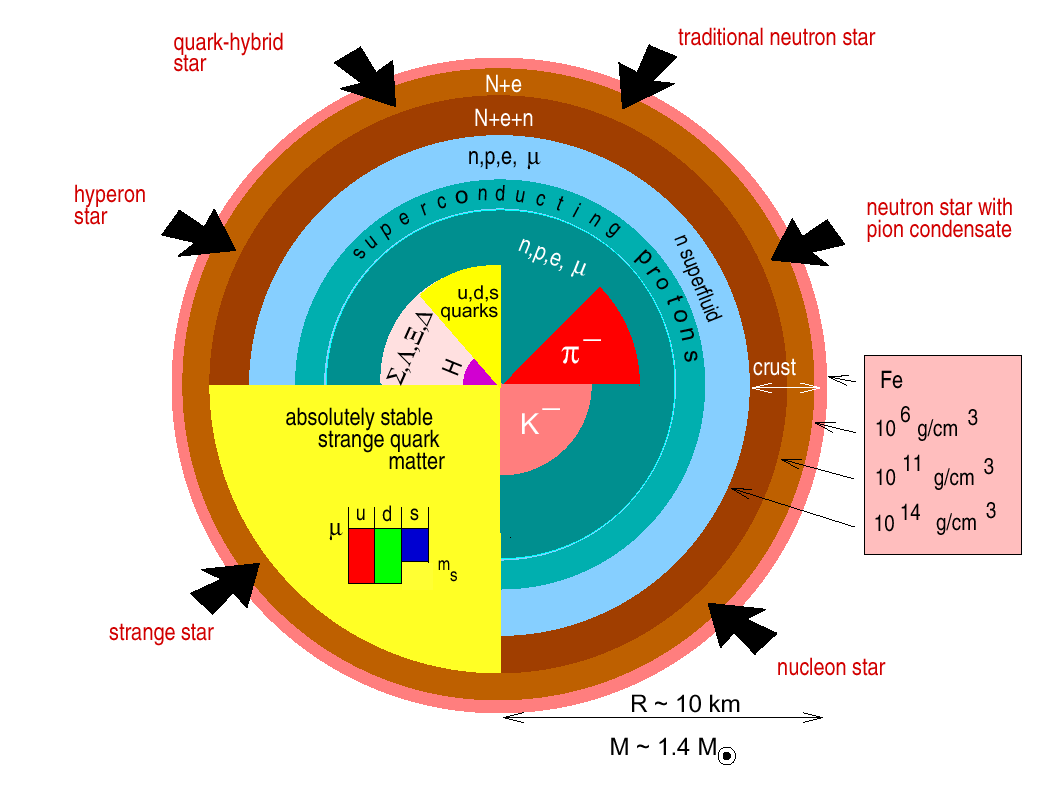 quark-hybrid
star
traditional neutron star
N+e
N+e+n
n,p,e, μ
superconducting protons
n superfluid
hyperon
star
neutron star with
pion condensate
n,p,e, μ
u,d,s
quarks
Σ,Λ,Ξ,Δ
H
π⁻
K⁻
crust
Fe
10⁶ g/cm³
10¹¹ g/cm³
10¹⁴ g/cm³
absolutely stable
strange quark
matter
u d s
μ
mₛ
strange star
nucleon star
R ~ 10 km
M ~ 1.4 M☉